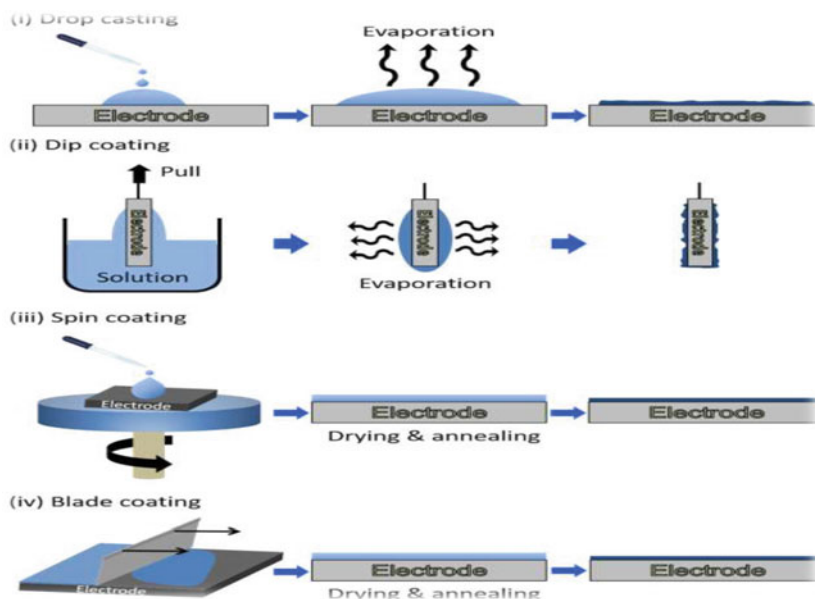 (i) Drop casting
Evaporation
Electrode
Electrode
Electrode
(ii) Dip coating
Pull
Electrode
Solution
Electrode
Evaporation
Electrode
(iii) Spin coating
Electrode
Electrode
Electrode
Drying & annealing
(iv) Blade coating
Electrode
Electrode
Electrode
Drying & annealing